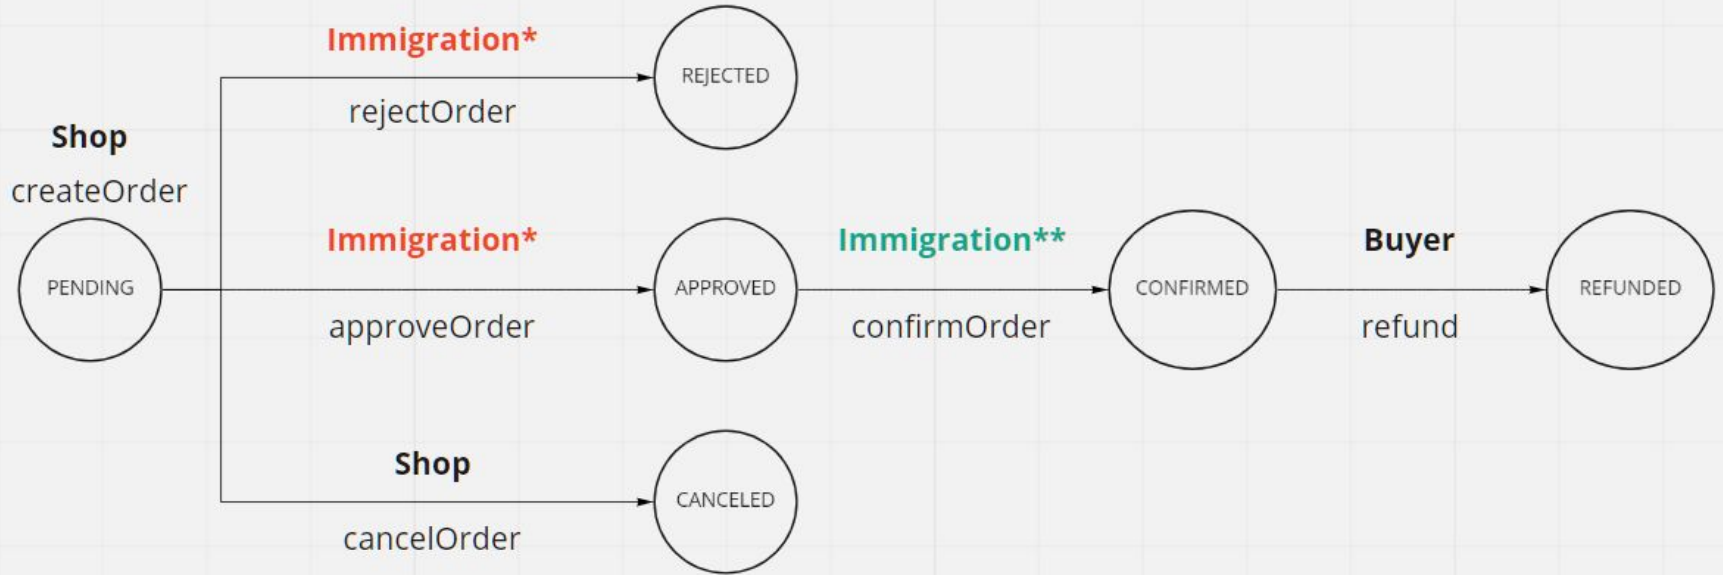 Immigration*
REJECTED
rejectOrder
Shop
createOrder
Immigration*
Immigration**
Buyer
PENDING
APPROVED
CONFIRMED
REFUNDED
approveOrder
confirmOrder
refund
Shop
CANCELED
cancelOrder